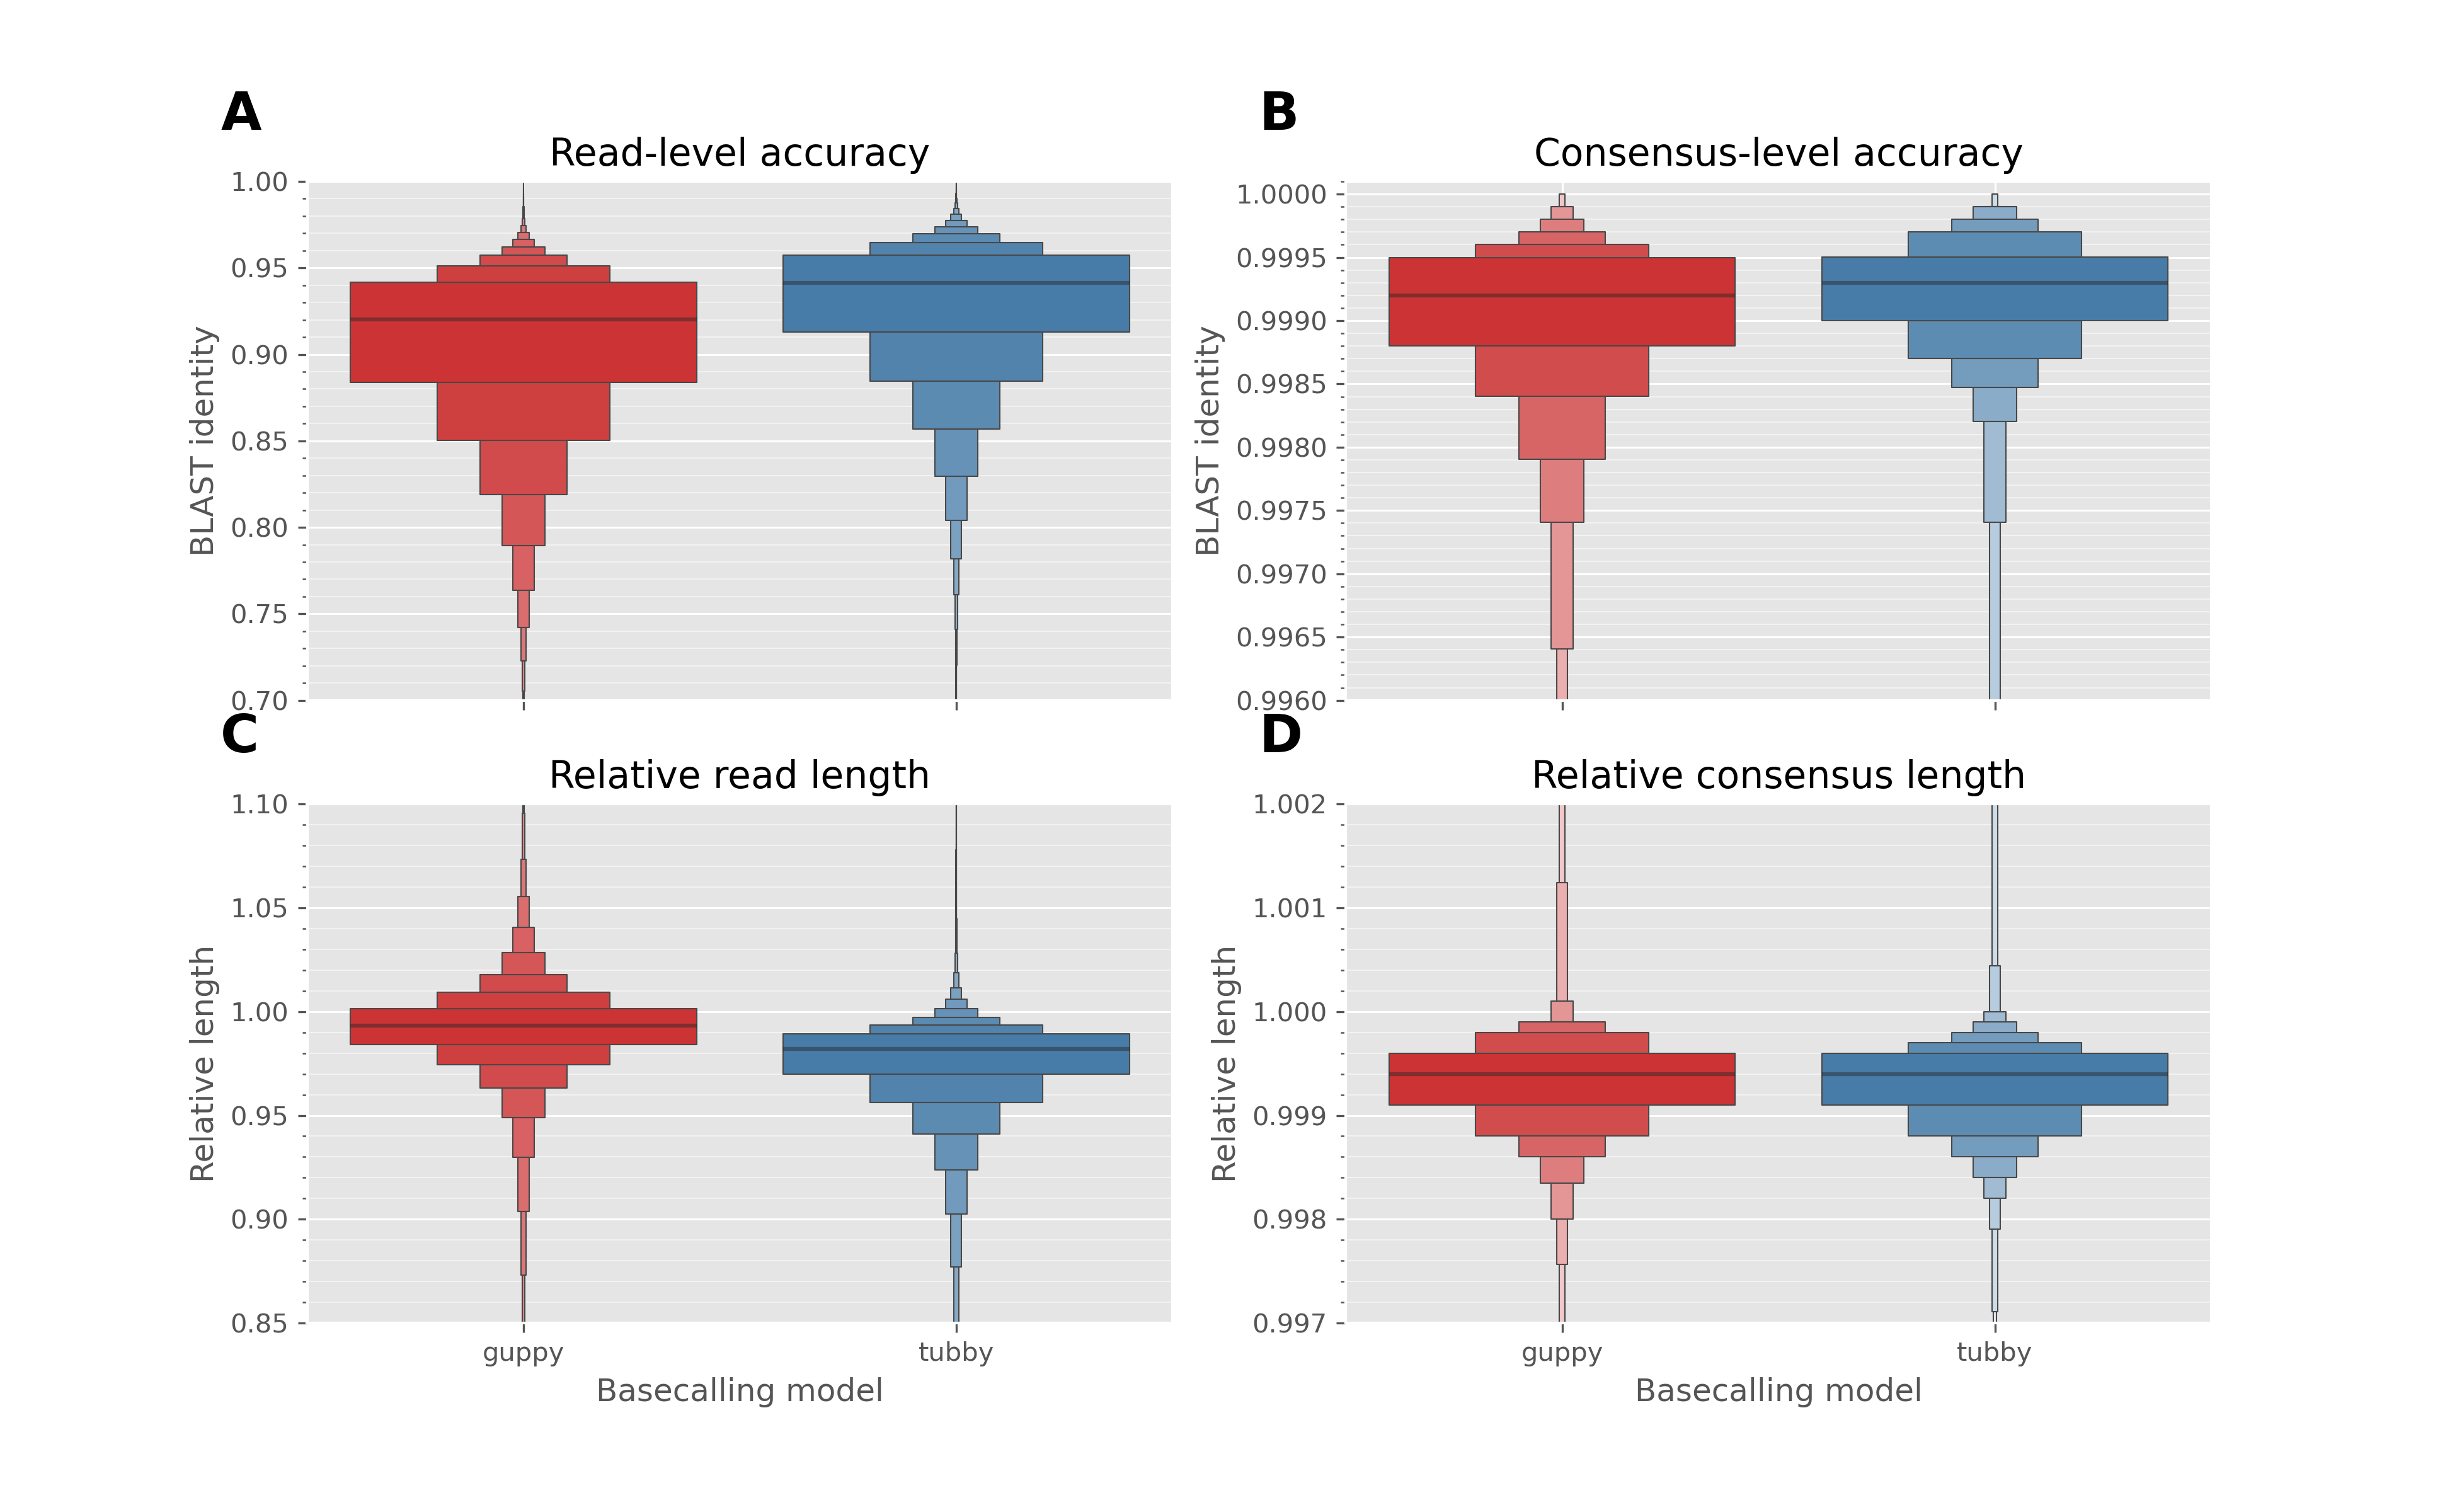 A
Read-level accuracy
1.00
0.95
0.90
0.85
0.80
0.75
0.70
BLAST identity
B
Consensus-level accuracy
1.0000
0.9995
0.9990
0.9985
0.9980
0.9975
0.9970
0.9965
0.9960
BLAST identity
C
Relative read length
1.10
1.05
1.00
0.95
0.90
0.85
Relative length
guppy tubby
Basecalling model
D
Relative consensus length
1.002
1.001
1.000
0.999
0.998
0.997
Relative length
guppy tubby
Basecalling model